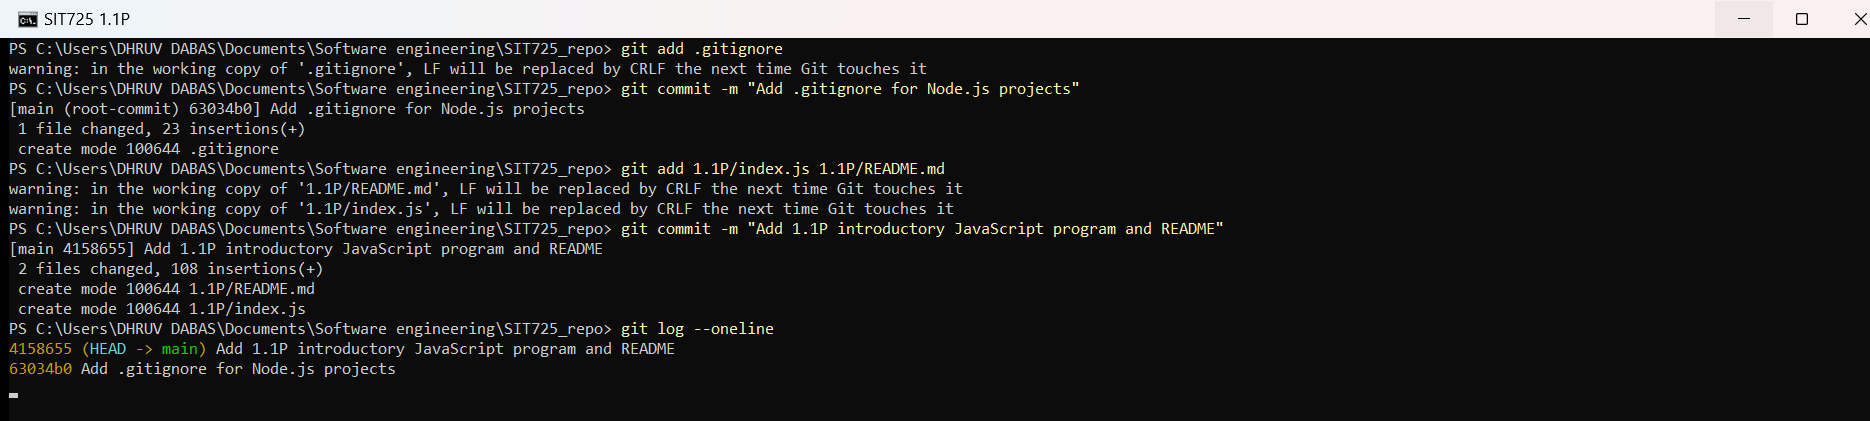 SIT725 1.1P
PS C:\Users\DHRUV DABAS\Documents\Software engineering\SIT725_repo> git add .gitignore
warning: in the working copy of '.gitignore', LF will be replaced by CRLF the next time Git touches it
PS C:\Users\DHRUV DABAS\Documents\Software engineering\SIT725_repo> git commit -m "Add .gitignore for Node.js projects"
[main (root-commit) 63034b0] Add .gitignore for Node.js projects
 1 file changed, 23 insertions(+)
 create mode 100644 .gitignore
PS C:\Users\DHRUV DABAS\Documents\Software engineering\SIT725_repo> git add 1.1P/index.js 1.1P/README.md
warning: in the working copy of '1.1P/README.md', LF will be replaced by CRLF the next time Git touches it
warning: in the working copy of '1.1P/index.js', LF will be replaced by CRLF the next time Git touches it
PS C:\Users\DHRUV DABAS\Documents\Software engineering\SIT725_repo> git commit -m "Add 1.1P introductory JavaScript program and README"
[main 4158655] Add 1.1P introductory JavaScript program and README
 2 files changed, 108 insertions(+)
 create mode 100644 1.1P/README.md
 create mode 100644 1.1P/index.js
PS C:\Users\DHRUV DABAS\Documents\Software engineering\SIT725_repo> git log --oneline
4158655 (HEAD -> main) Add 1.1P introductory JavaScript program and README
63034b0 Add .gitignore for Node.js projects